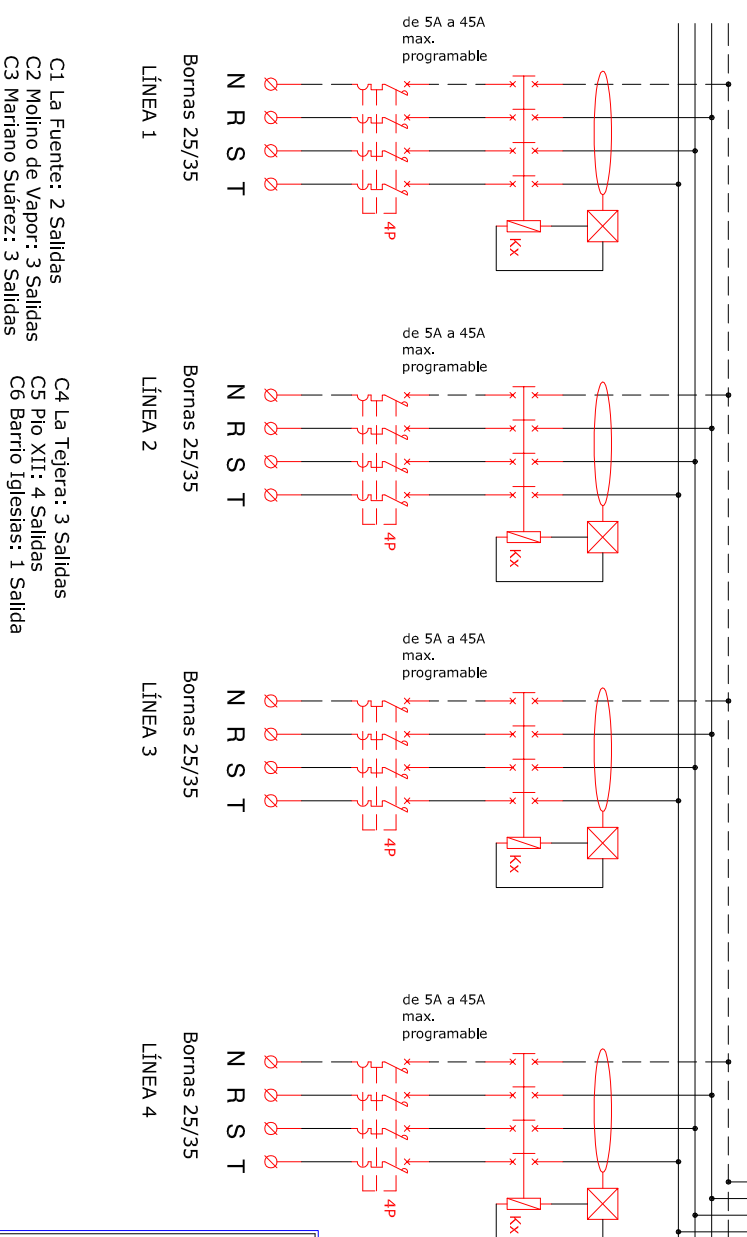 de 5A a 45A
max.
programable
Kx
4P
N R S T
Bornas 25/35
LÍNEA 1
de 5A a 45A
max.
programable
Kx
4P
N R S T
Bornas 25/35
LÍNEA 2
de 5A a 45A
max.
programable
Kx
4P
N R S T
Bornas 25/35
LÍNEA 3
de 5A a 45A
max.
programable
Kx
4P
N R S T
Bornas 25/35
LÍNEA 4
C1 La Fuente: 2 Salidas
C2 Molino de Vapor: 3 Salidas
C3 Mariano Suárez: 3 Salidas
C4 La Tejera: 3 Salidas
C5 Pio XII: 4 Salidas
C6 Barrio Iglesias: 1 Salida